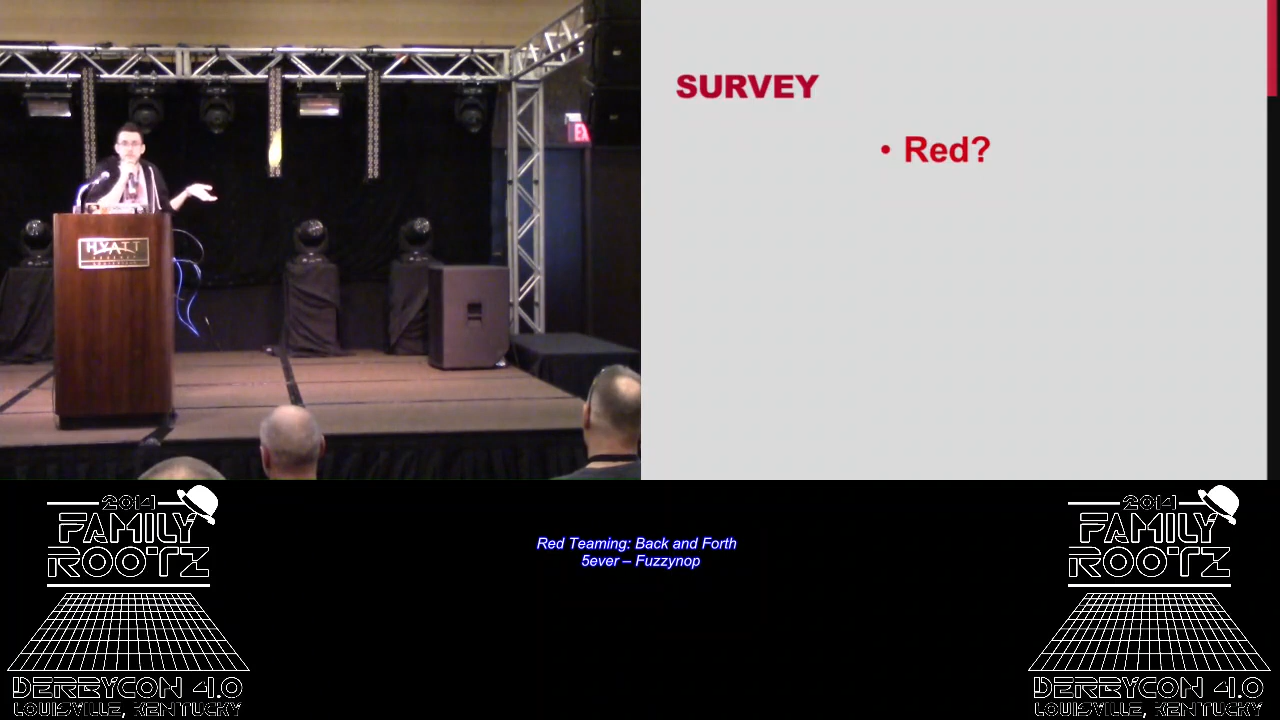 SURVEY
• Red?
HYATT
EX
Red Teaming: Back and Forth
5ever – Fuzzynop
2014
FAMILY
ROOTZ
DERBYCON 4.0
LOUISVILLE, KENTUCKY
2014
FAMILY
ROOTZ
DERBYCON 4.0
LOUISVILLE, KENTUCKY